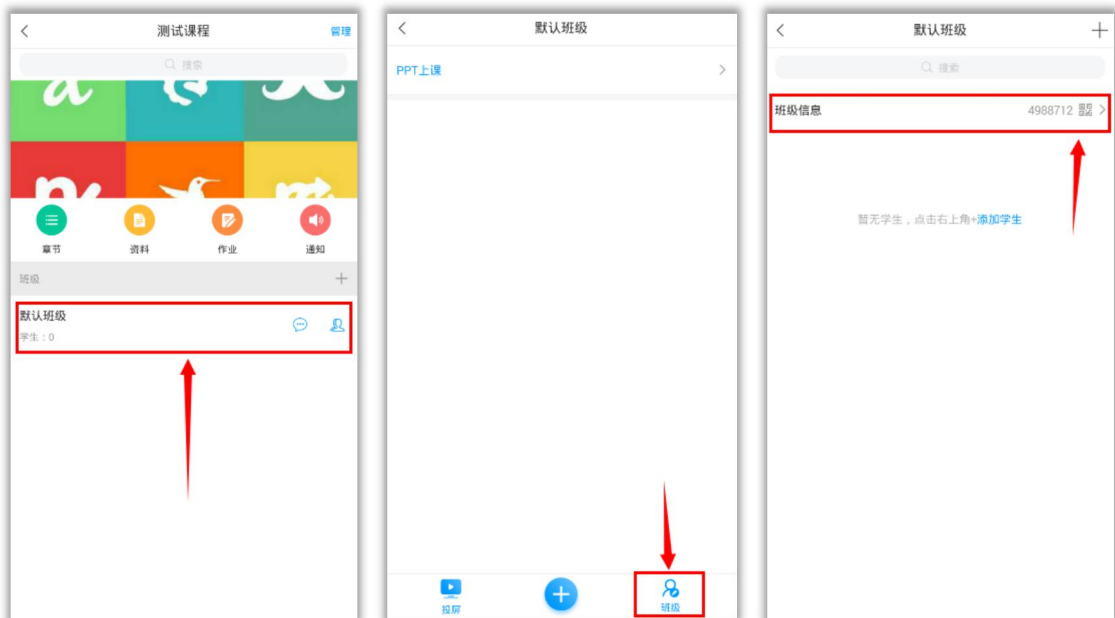 测试课程
管理
搜索
章节
资料
作业
通知
班级
默认班级
学生：0
默认班级
PPT上课
投屏
班级
默认班级
搜索
班级信息
4988712
暂无学生，点击右上角+添加学生